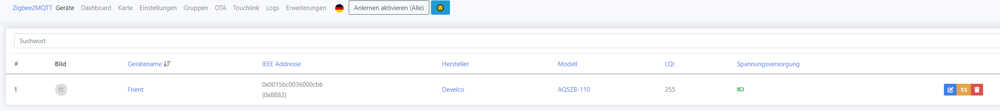 Zigbee2MQTT Geräte Dashboard Karte Einstellungen Gruppen OTA Touchlink Logs Erweiterungen Anlernen aktivieren (Alle)
Suchwort
# Bild Gerätename IEEE Addresse Hersteller Modell LQI Spannungsversorgung
1 Frient 0x0015bc0036000cbb Develco AQSZB-110 255
(0xBB82)